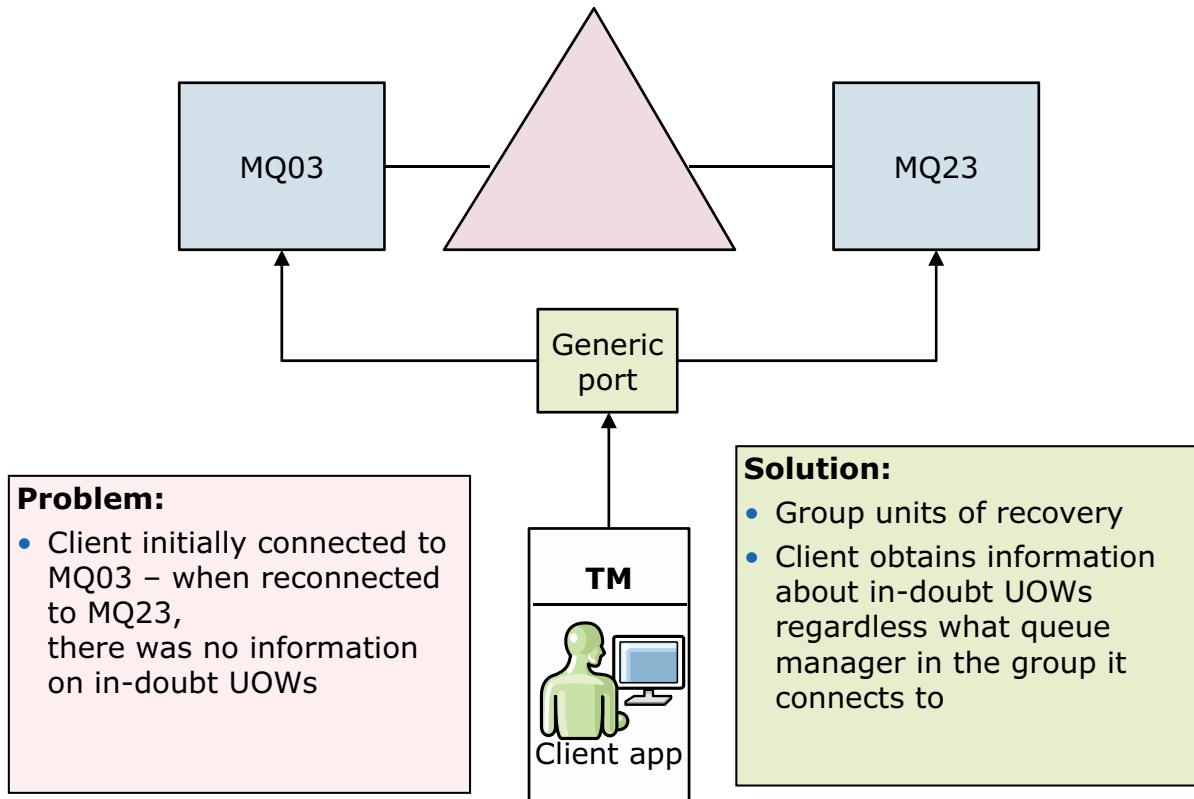 MQ03
MQ23
Generic
port
Problem:
• Client initially connected to
MQ03 – when reconnected
to MQ23,
there was no information
on in-doubt UOWs
TM
Client app
Solution:
• Group units of recovery
• Client obtains information
about in-doubt UOWs
regardless what queue
manager in the group it
connects to